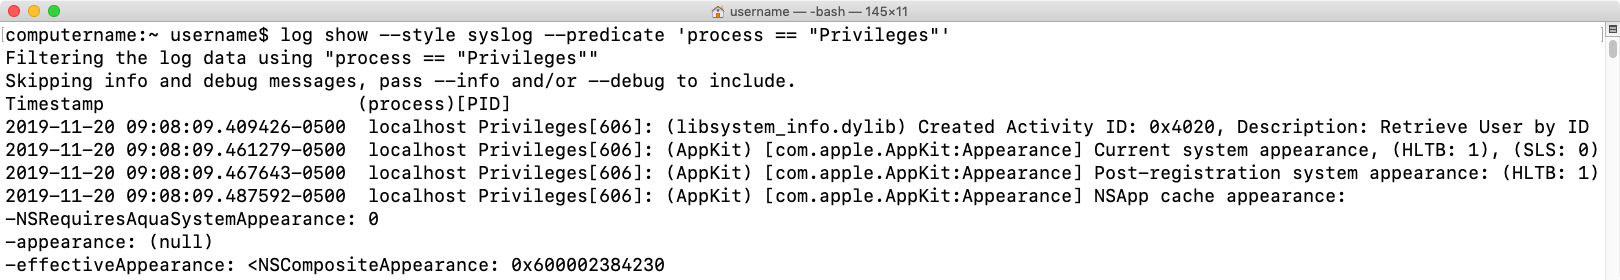 username — -bash — 145×11
computername:~ username$ log show --style syslog --predicate 'process == "Privileges"'
Filtering the log data using "process == "Privileges""
Skipping info and debug messages, pass --info and/or --debug to include.
Timestamp                       (process)[PID]
2019-11-20 09:08:09.409426-0500  localhost Privileges[606]: (libsystem_info.dylib) Created Activity ID: 0x4020, Description: Retrieve User by ID
2019-11-20 09:08:09.461279-0500  localhost Privileges[606]: (AppKit) [com.apple.AppKit:Appearance] Current system appearance, (HLTB: 1), (SLS: 0)
2019-11-20 09:08:09.467643-0500  localhost Privileges[606]: (AppKit) [com.apple.AppKit:Appearance] Post-registration system appearance: (HLTB: 1)
2019-11-20 09:08:09.487592-0500  localhost Privileges[606]: (AppKit) [com.apple.AppKit:Appearance] NSApp cache appearance:
-NSRequiresAquaSystemAppearance: 0
-appearance: (null)
-effectiveAppearance: <NSCompositeAppearance: 0x600002384230